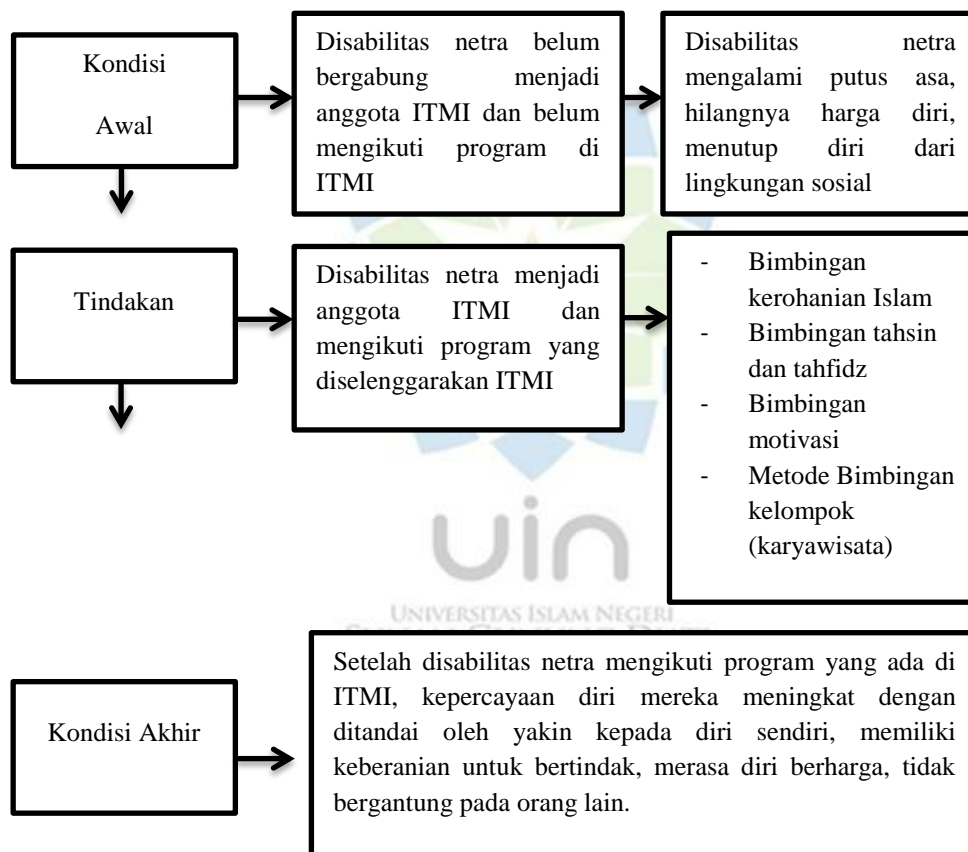 Kondisi
Awal
Disabilitas netra belum
bergabung menjadi
anggota ITMI dan belum
mengikuti program di
ITMI
Disabilitas netra
mengalami putus asa,
hilangnya harga diri,
menutup diri dari
lingkungan sosial
Tindakan
Disabilitas netra menjadi
anggota ITMI dan
mengikuti program yang
diselenggarakan ITMI
- Bimbingan
kerohanian Islam
- Bimbingan tahsin
dan tahfidz
- Bimbingan
motivasi
- Metode Bimbingan
kelompok
(karyawisata)
uin
UNIVERSITAS ISLAM NEGERI
Kondisi Akhir
Setelah disabilitas netra mengikuti program yang ada di
ITMI, kepercayaan diri mereka meningkat dengan
ditandai oleh yakin kepada diri sendiri, memiliki
keberanian untuk bertindak, merasa diri berharga, tidak
bergantung pada orang lain.